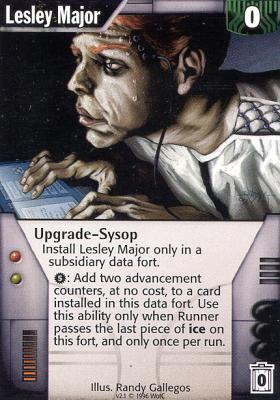 Lesley Major
0
Upgrade-Sysop
Install Lesley Major only in a
subsidiary data fort.
5: Add two advancement
counters, at no cost, to a card
installed in this data fort. Use
this ability only when Runner
passes the last piece of ice on
this fort, and only once per run.
0
Illus. Randy Gallegos
v2.1 © 1996 WotC